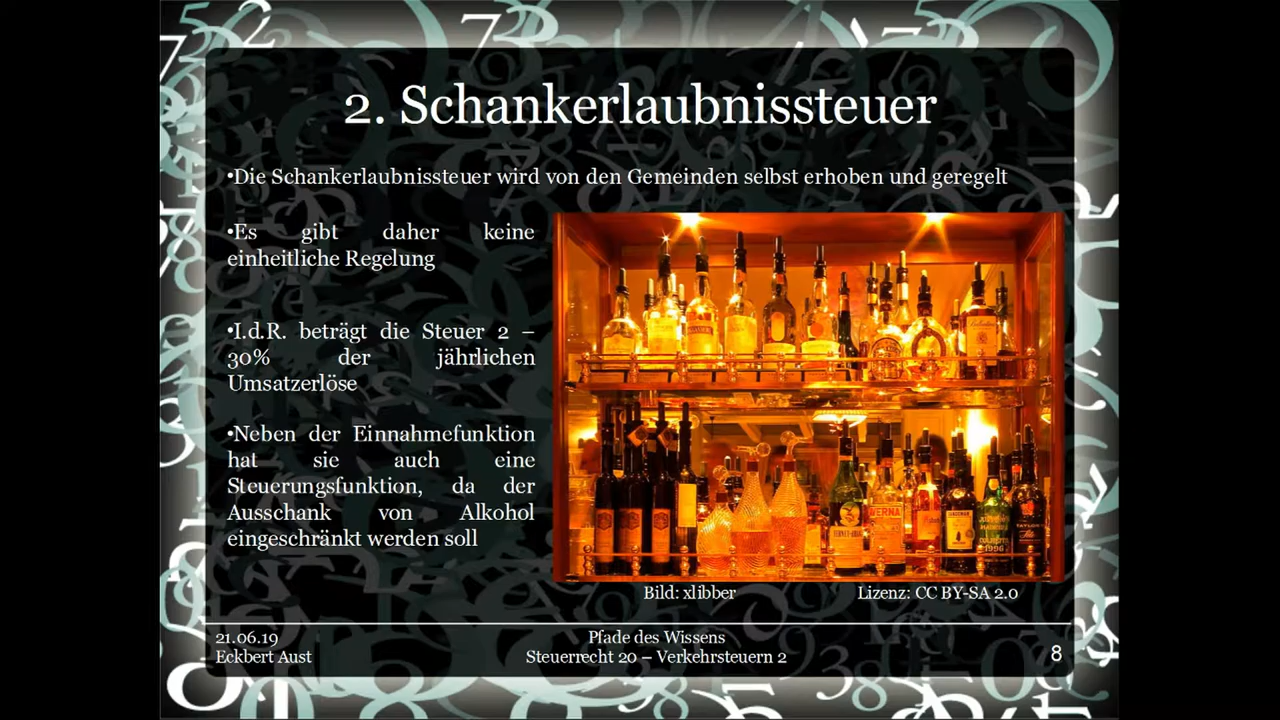 2. Schankerlaubnissteuer
•Die Schankerlaubnissteuer wird von den Gemeinden selbst erhoben und geregelt
•Es gibt daher keine
einheitliche Regelung
•I.d.R. beträgt die Steuer 2 –
30% der jährlichen
Umsatzerlöse
•Neben der Einnahmefunktion
hat sie auch eine
Steuerungsfunktion, da der
Ausschank von Alkohol
eingeschränkt werden soll
Bild: xlibber
Lizenz: CC BY-SA 2.0
21.06.19
Eckbert Aust
Pfade des Wissens
Steuerrecht 20 – Verkehrsteuern 2
8